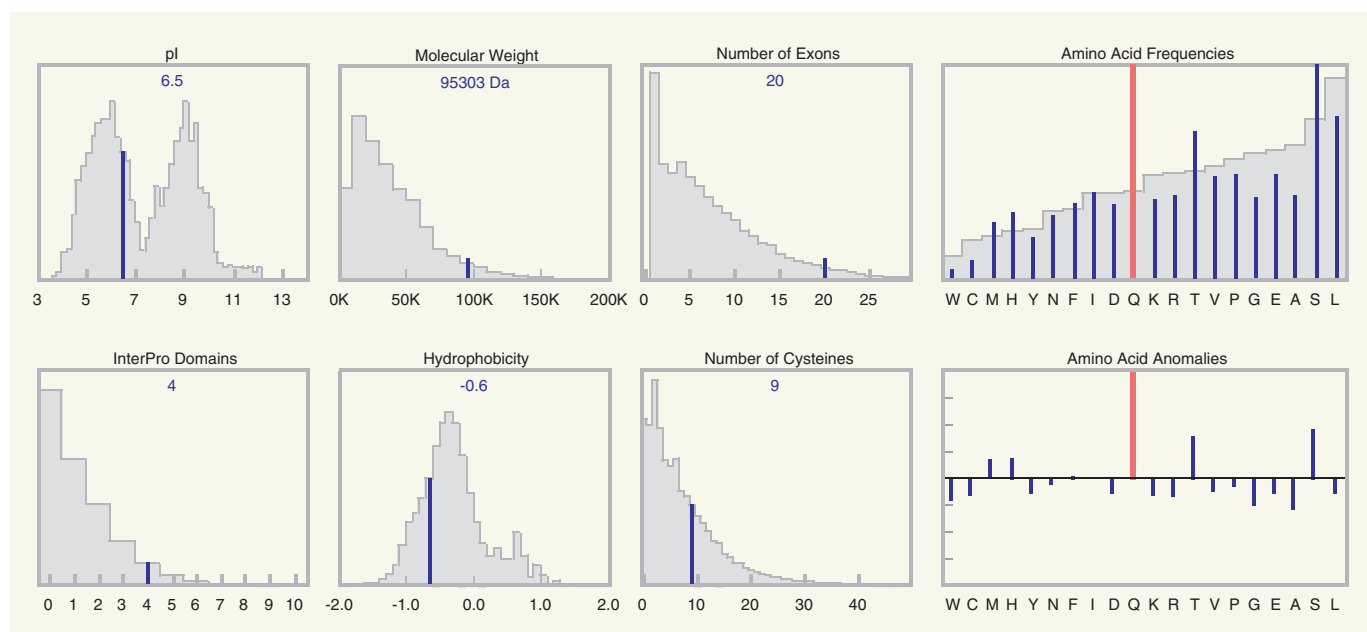 pI
6.5
3 5 7 9 11 13
Molecular Weight
95303 Da
0K 50K 100K 150K 200K
Number of Exons
20
0 5 10 15 20 25
Amino Acid Frequencies
W C M H Y N F I D Q K R T V P G E A S L
InterPro Domains
4
0 1 2 3 4 5 6 7 8 9 10
Hydrophobicity
-0.6
-2.0 -1.0 0.0 1.0 2.0
Number of Cysteines
9
0 10 20 30 40
Amino Acid Anomalies
W C M H Y N F I D Q K R T V P G E A S L